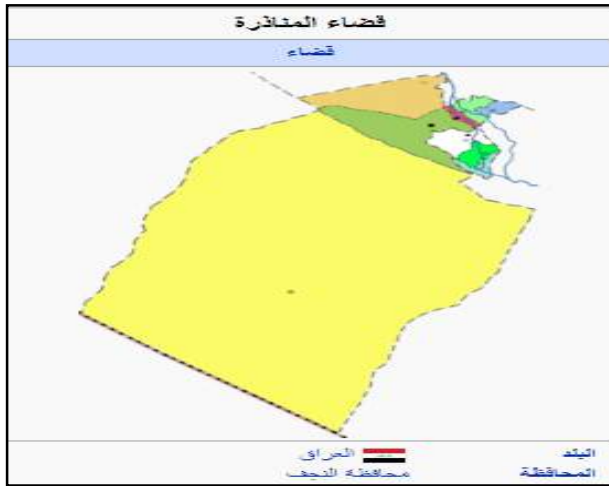 قضاء المناذرة
قضاء
البلد العراق
المحافظة محافظة النجف